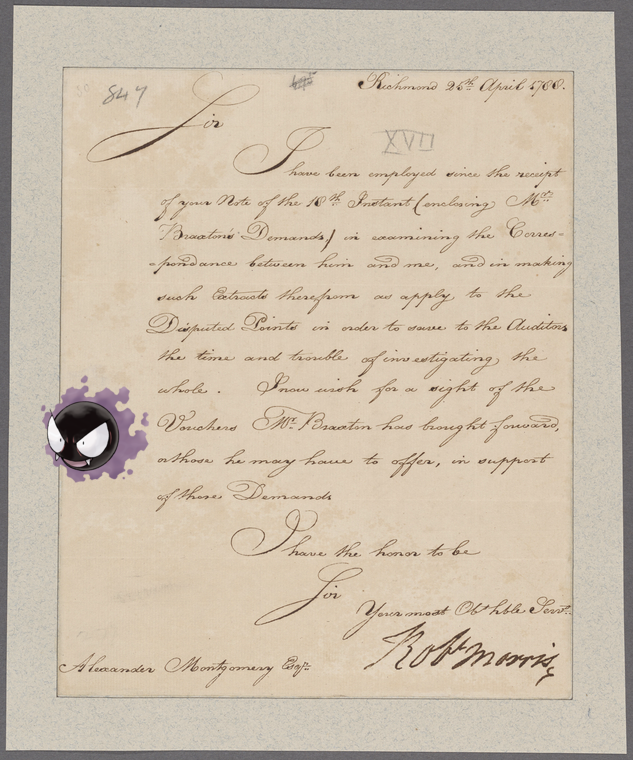 847
Richmond 25th April 1788.
Sir
XVII
I have been employed since the receipt
of your Note of the 18th Instant (enclosing Mr.
Braxton's Demands) in examining the Corres-
-pondance between him and me, and in making
such Extracts therefrom as apply to the
Disputed Points in order to save to the Auditors
the time and trouble of investigating the
whole. I now wish for a sight of the
Vouchers Mr. Braxton has brought forward,
or those he may have to offer, in support
of these Demands
I have the honor to be
Sir
Your most Obt hble Servt.
Robt Morris
Alexander Montgomery Esqr.